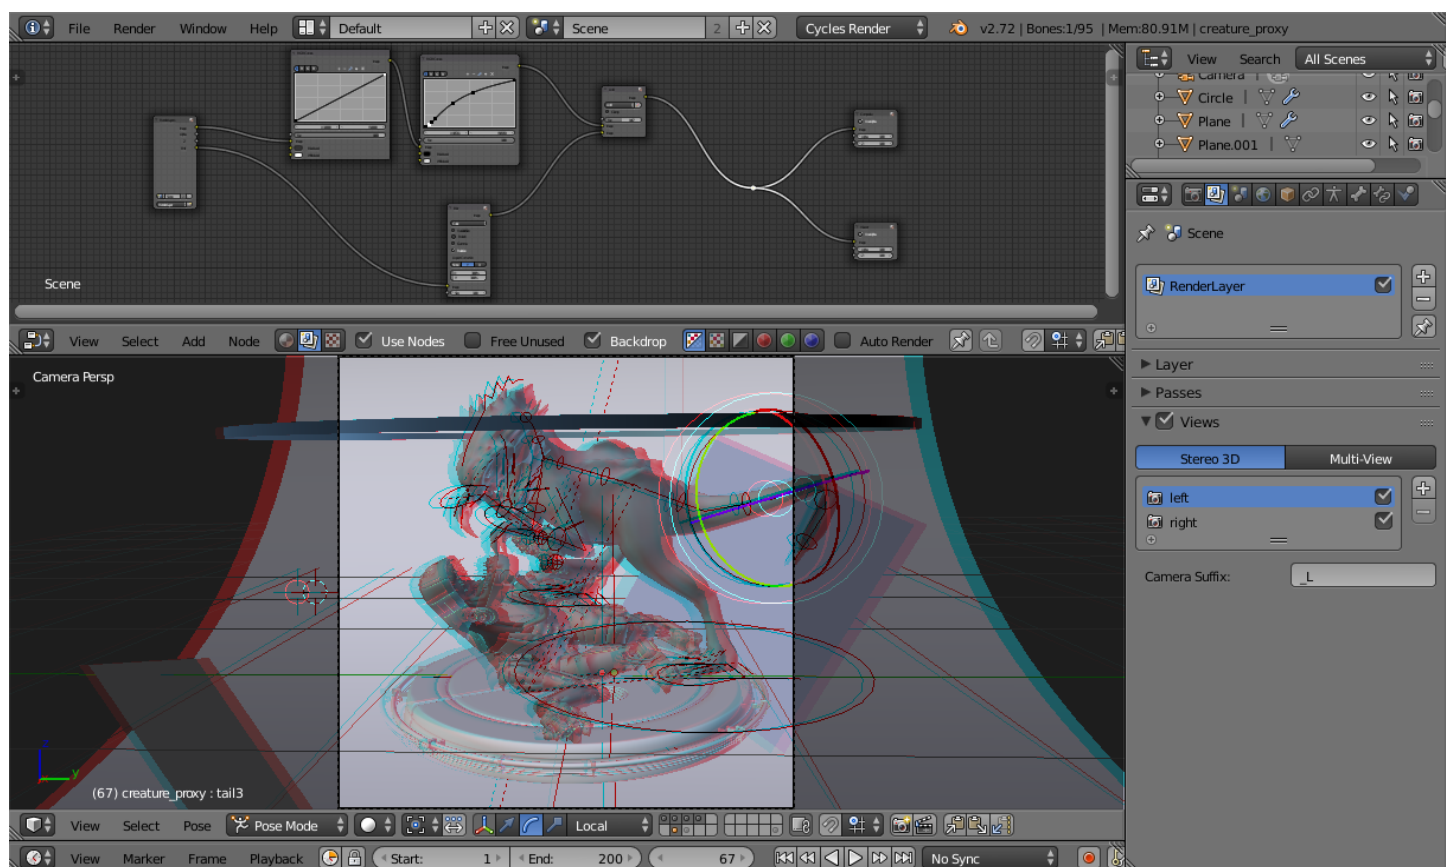 File Render Window Help Default Scene 2 Cycles Render v2.72 | Bones:1/95 | Mem:80.91M | creature_proxy
View Search All Scenes
Camera
Circle
Plane
Plane.001
Scene
RenderLayer
Layer
Passes
Views
Stereo 3D Multi-View
left
right
Camera Suffix: _L
Scene
View Select Add Node Use Nodes Free Unused Backdrop Auto Render
Camera Persp
z
y
(67) creature_proxy : tail3
View Select Pose Pose Mode Local
View Marker Frame Playback Start: 1 End: 200 67 No Sync